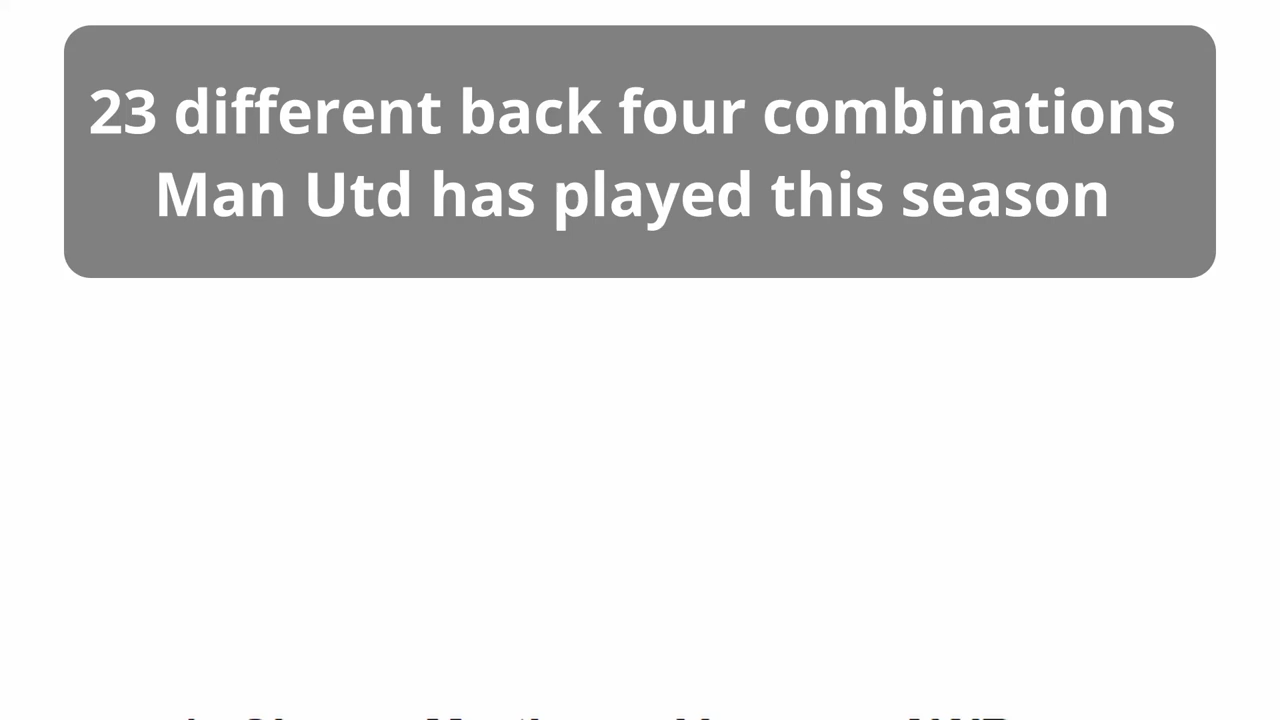 23 different back four combinations
Man Utd has played this season